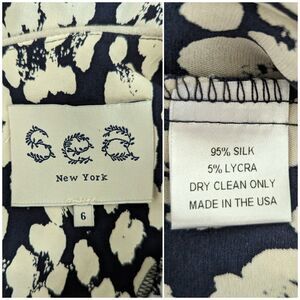 SEA
New York
6
95% SILK
5% LYCRA
DRY CLEAN ONLY
MADE IN THE USA